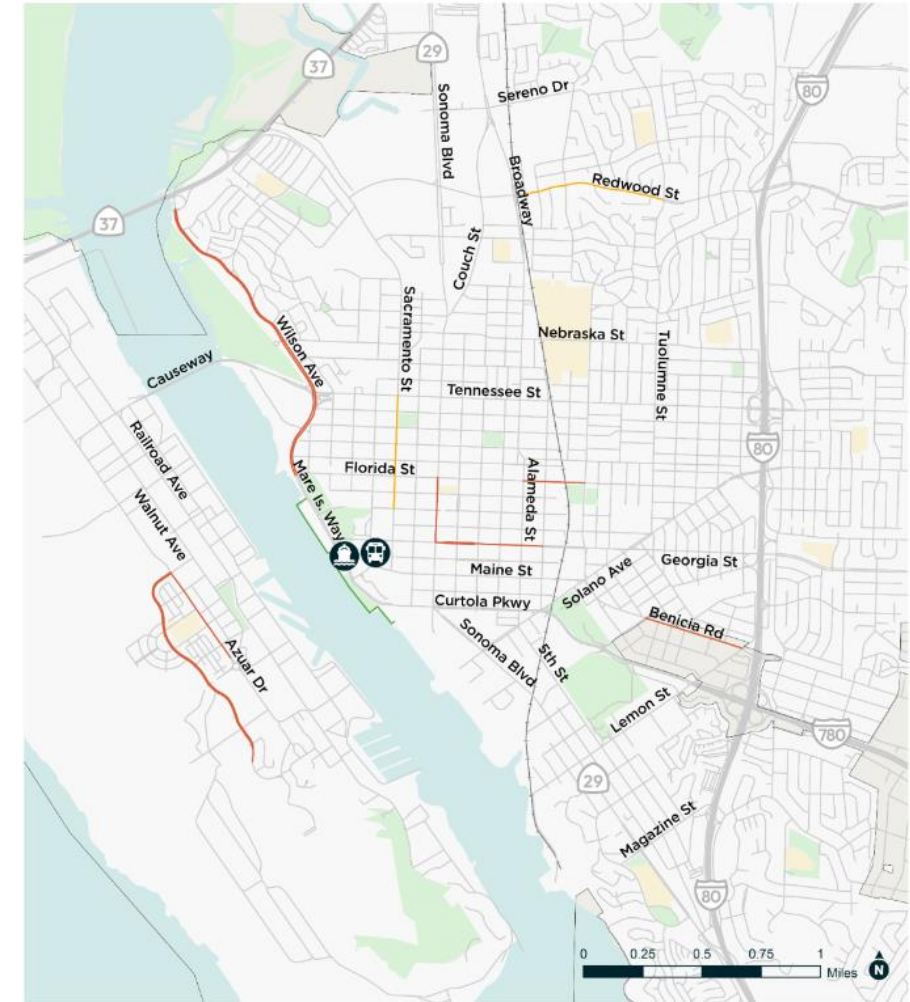 37
29
80
Sonoma Blvd
Sereno Dr
Broadway
Redwood St
37
Couch St
Sacramento St
Wilson Ave
Nebraska St
Tuolumne St
Causeway
Tennessee St
Railroad Ave
80
Florida St
Alameda St
Mare Is. Way
Walnut Ave
Maine St
Georgia St
Solano Ave
Curtola Pkwy
Benicia Rd
Sonoma Blvd
5th St
Azuar Dr
Lemon St
780
29
Magazine St
80
0 0.25 0.5 0.75 1
Miles
N